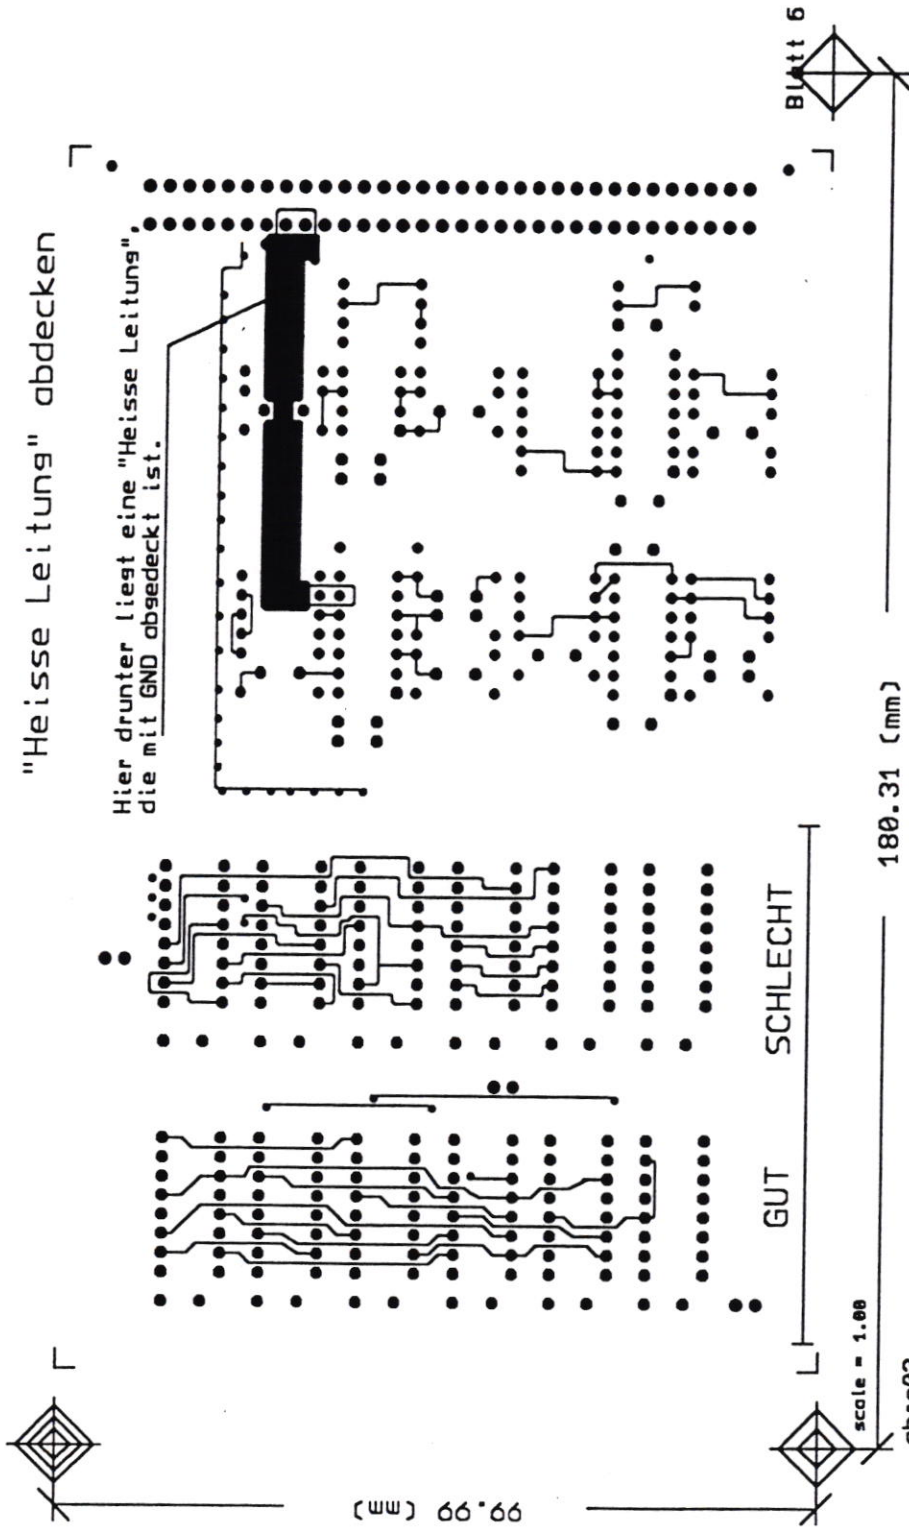 "Heisse Leitung" abdecken
Hier drunter liegt eine "Heisse Leitung",
die mit GND abgedeckt ist.
Blatt 6
GUT
SCHLECHT
scale = 1.00
180.31 (mm)
99.99 (mm)